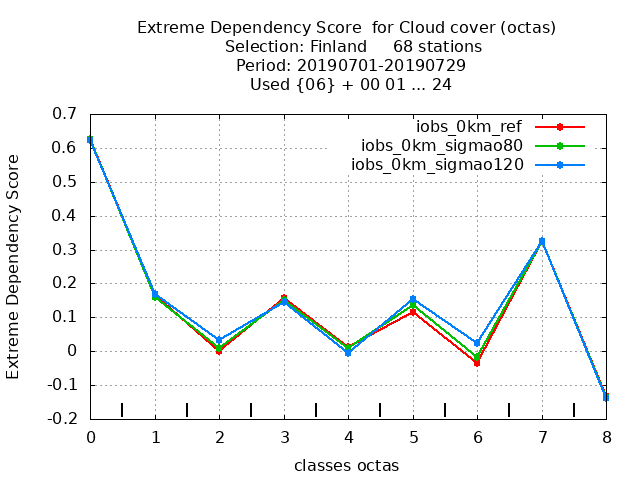 Extreme Dependency Score  for Cloud cover (octas)
Selection: Finland     68 stations
Period: 20190701-20190729
Used {06} + 00 01 ... 24
iobs_0km_ref
iobs_0km_sigmao80
iobs_0km_sigmao120
Extreme Dependency Score
0.7
0.6
0.5
0.4
0.3
0.2
0.1
0
-0.1
-0.2
0 1 2 3 4 5 6 7 8
classes octas